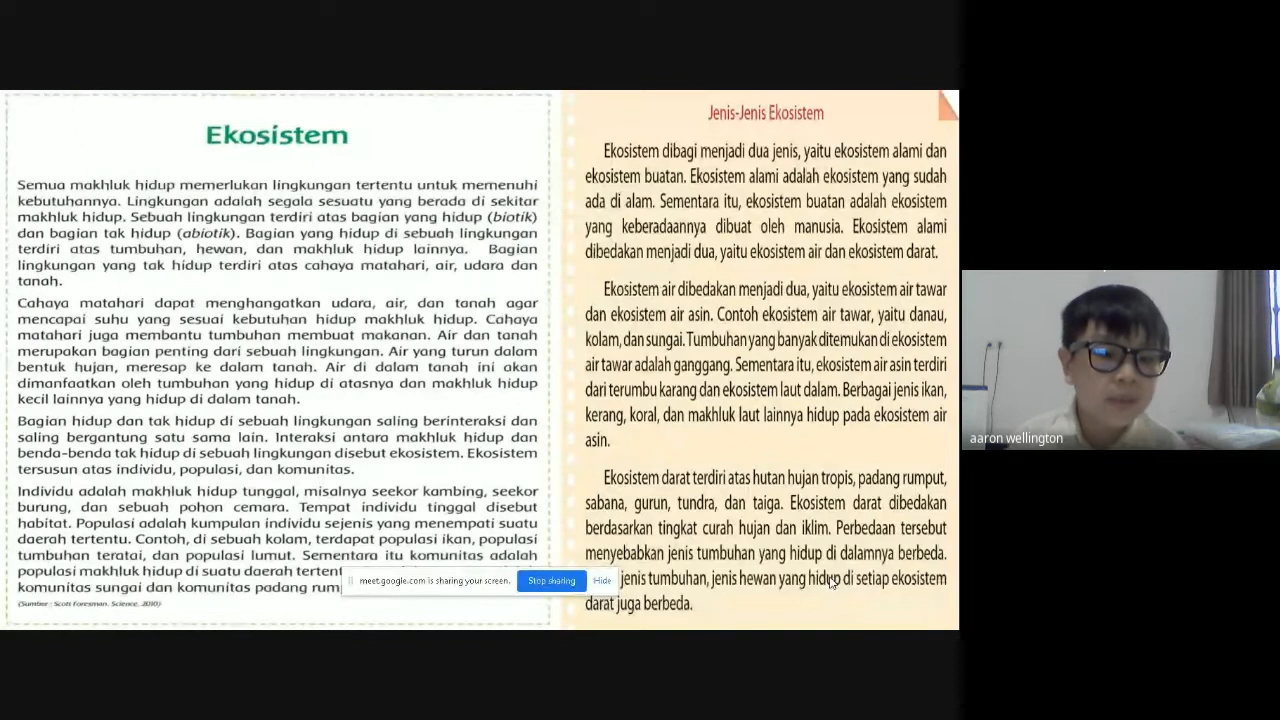 Ekosistem
Semua makhluk hidup memerlukan lingkungan tertentu untuk memenuhi
kebutuhannya. Lingkungan adalah segala sesuatu yang berada di sekitar
makhluk hidup. Sebuah lingkungan terdiri atas bagian yang hidup (biotik)
dan bagian tak hidup (abiotik). Bagian yang hidup di sebuah lingkungan
terdiri atas tumbuhan, hewan, dan makhluk hidup lainnya. Bagian
lingkungan yang tak hidup terdiri atas cahaya matahari, air, udara dan
tanah.
Cahaya matahari dapat menghangatkan udara, air, dan tanah agar
mencapai suhu yang sesuai kebutuhan hidup makhluk hidup. Cahaya
matahari juga membantu tumbuhan membuat makanan. Air dan tanah
merupakan bagian penting dari sebuah lingkungan. Air yang turun dalam
bentuk hujan, meresap ke dalam tanah. Air di dalam tanah ini akan
dimanfaatkan oleh tumbuhan yang hidup di atasnya dan makhluk hidup
kecil lainnya yang hidup di dalam tanah.
Bagian hidup dan tak hidup di sebuah lingkungan saling berinteraksi dan
saling bergantung satu sama lain. Interaksi antara makhluk hidup dan
benda-benda tak hidup di sebuah lingkungan disebut ekosistem. Ekosistem
tersusun atas individu, populasi, dan komunitas.
Individu adalah makhluk hidup tunggal, misalnya seekor kambing, seekor
burung, dan sebuah pohon cemara. Tempat individu tinggal disebut
habitat. Populasi adalah kumpulan individu sejenis yang menempati suatu
daerah tertentu. Contoh, di sebuah kolam, terdapat populasi ikan, populasi
tumbuhan teratai, dan populasi lumut. Sementara itu komunitas adalah
populasi makhluk hidup di suatu daerah
komunitas sungai dan komunitas padang
(Sumber : Scott Foresman. Science, 2010)
Jenis-Jenis Ekosistem
Ekosistem dibagi menjadi dua jenis, yaitu ekosistem alami dan
ekosistem buatan. Ekosistem alami adalah ekosistem yang sudah
ada di alam. Sementara itu, ekosistem buatan adalah ekosistem
yang keberadaannya dibuat oleh manusia. Ekosistem alami
dibedakan menjadi dua, yaitu ekosistem air dan ekosistem darat.
Ekosistem air dibedakan menjadi dua, yaitu ekosistem air tawar
dan ekosistem air asin. Contoh ekosistem air tawar, yaitu danau,
kolam, dan sungai. Tumbuhan yang banyak ditemukan di ekosistem
air tawar adalah ganggang. Sementara itu, ekosistem air asin terdiri
dari terumbu karang dan ekosistem laut dalam. Berbagai jenis ikan,
kerang, koral, dan makhluk laut lainnya hidup pada ekosistem air
asin.
Ekosistem darat terdiri atas hutan hujan tropis, padang rumput,
sabana, gurun, tundra, dan taiga. Ekosistem darat dibedakan
berdasarkan tingkat curah hujan dan iklim. Perbedaan tersebut
menyebabkan jenis tumbuhan yang hidup di dalamnya berbeda.
jenis tumbuhan, jenis hewan yang hidup di setiap ekosistem
darat juga berbeda.
meet.google.com is sharing your screen.
Stop sharing
Hide
aaron wellington